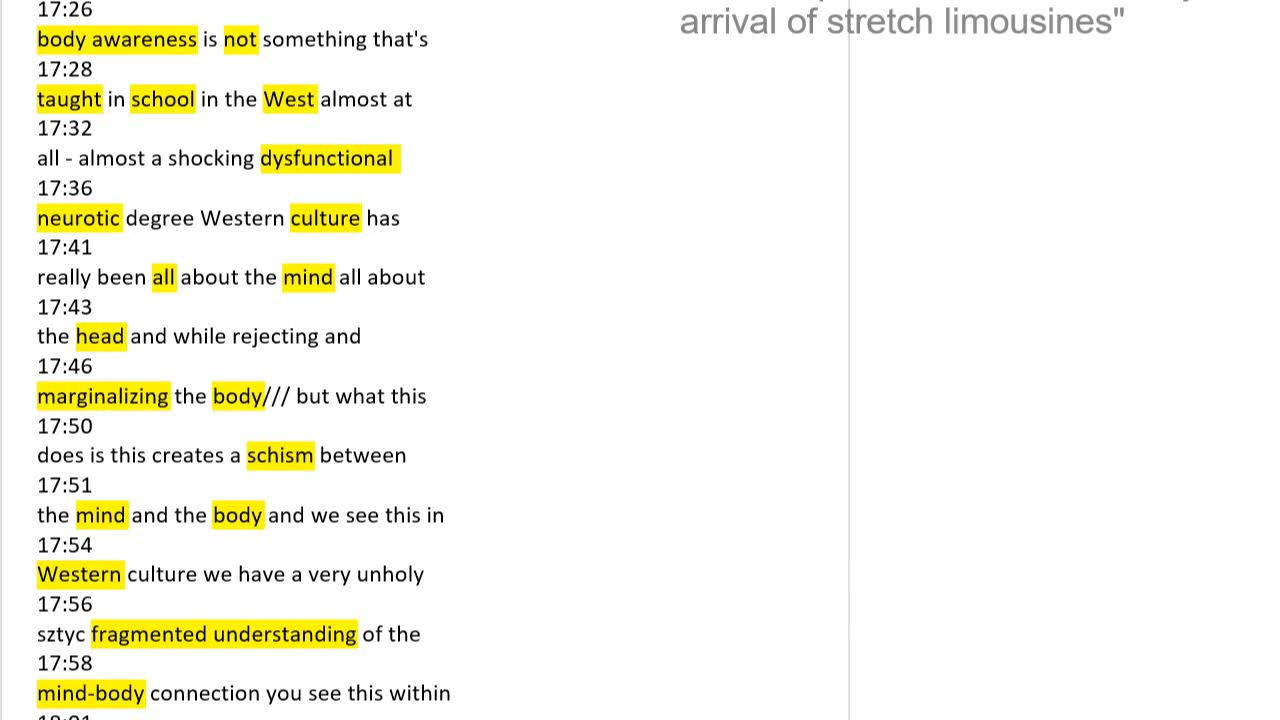 17:26
body awareness is not something that's
17:28
taught in school in the West almost at
17:32
all - almost a shocking dysfunctional
17:36
neurotic degree Western culture has
17:41
really been all about the mind all about
17:43
the head and while rejecting and
17:46
marginalizing the body/// but what this
17:50
does is this creates a schism between
17:51
the mind and the body and we see this in
17:54
Western culture we have a very unholy
17:56
sztyc fragmented understanding of the
17:58
mind-body connection you see this within
arrival of stretch limousines"